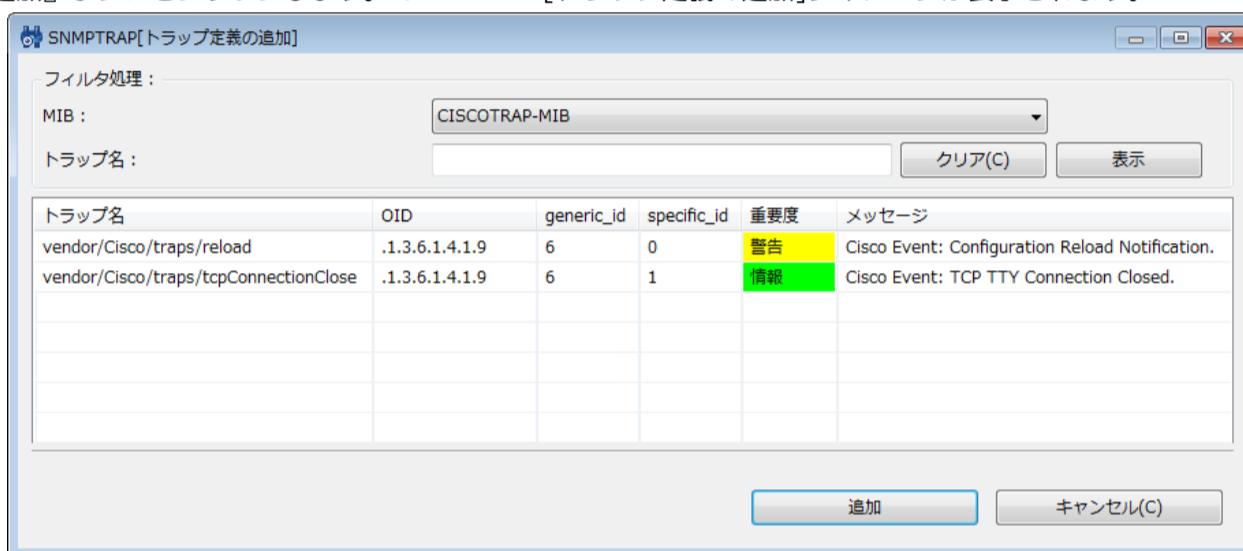 SNMPTRAP[トラップ定義の追加]
フィルタ処理：
MIB： CISCOTRAP-MIB
トラップ名： クリア(C) 表示
トラップ名 OID generic_id specific_id 重要度 メッセージ
vendor/Cisco/traps/reload .1.3.6.1.4.1.9 6 0 警告 Cisco Event: Configuration Reload Notification.
vendor/Cisco/traps/tcpConnectionClose .1.3.6.1.4.1.9 6 1 情報 Cisco Event: TCP TTY Connection Closed.
追加 キャンセル(C)